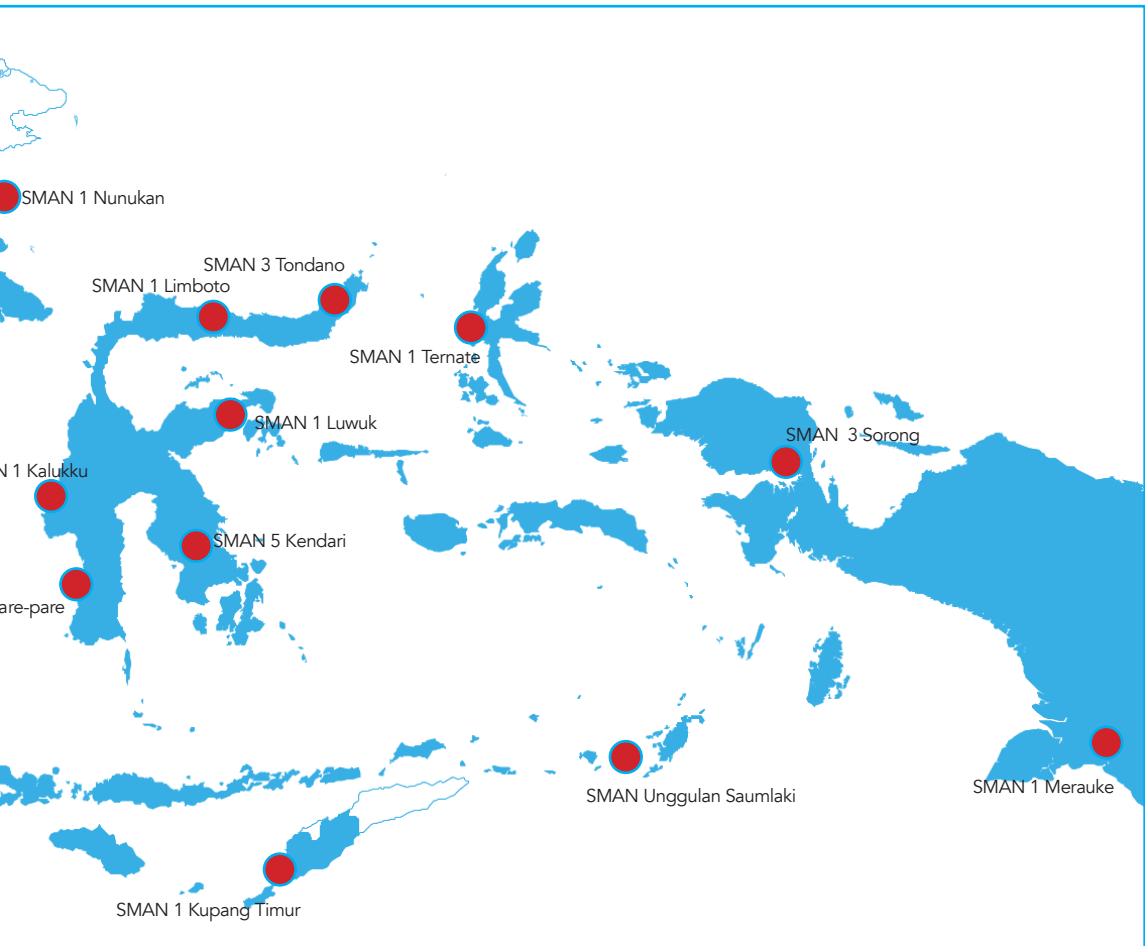 SMAN 1 Nunukan
SMAN 3 Tondano
SMAN 1 Limboto
SMAN 1 Ternate
SMAN 1 Luwuk
SMAN  3 Sorong
N 1 Kalukku
SMAN 5 Kendari
are-pare
SMAN 1 Merauke
SMAN Unggulan Saumlaki
SMAN 1 Kupang Timur